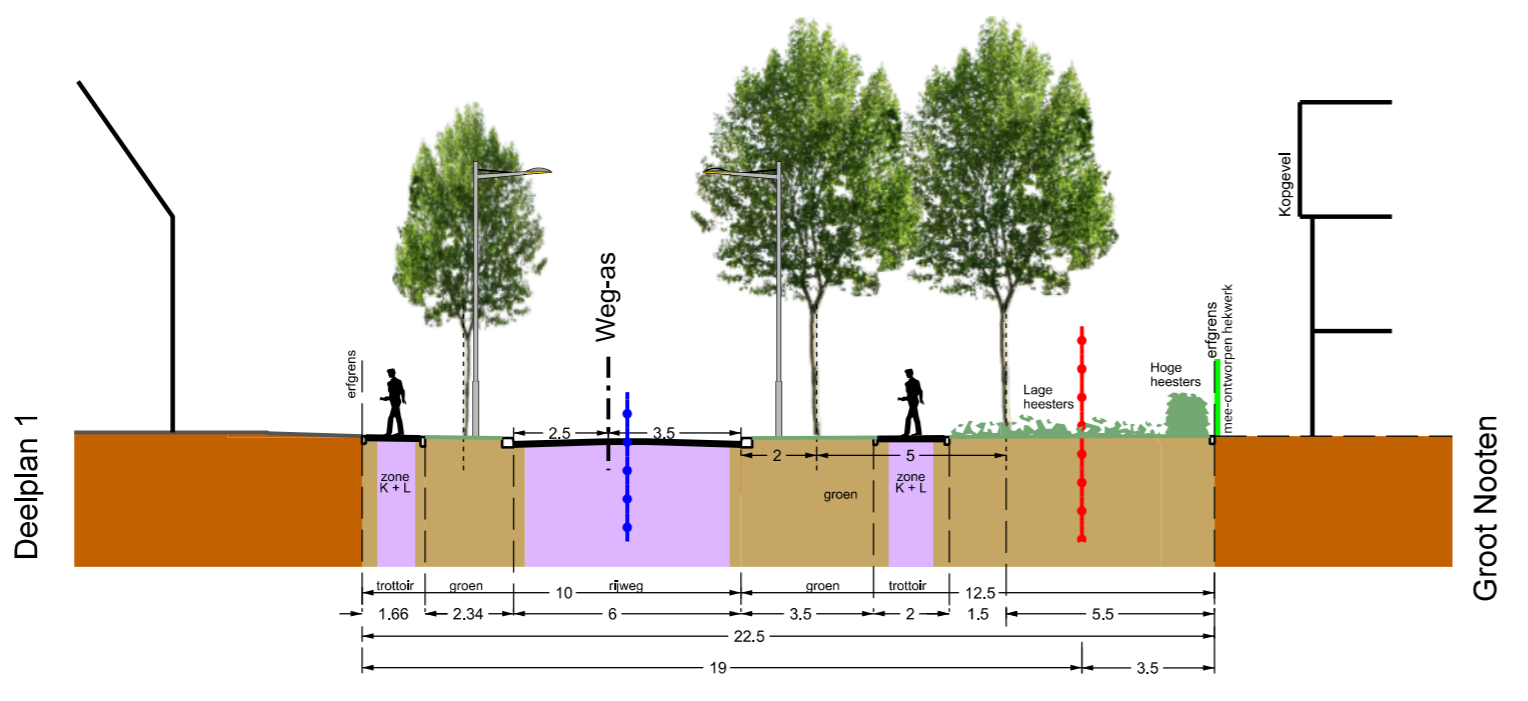 Deelplan 1
erfgrens
Weg-as
Lage
heesters
Hoge
heesters
erfgrens
mee-ontworpen hekwerk
Kopgevel
Groot Nooten
2.5
3.5
2
5
zone
K + L
groen
zone
K + L
trottoir
groen
rijweg
groen
trottoir
10
12.5
1.66
2.34
6
3.5
2
1.5
5.5
22.5
19
3.5